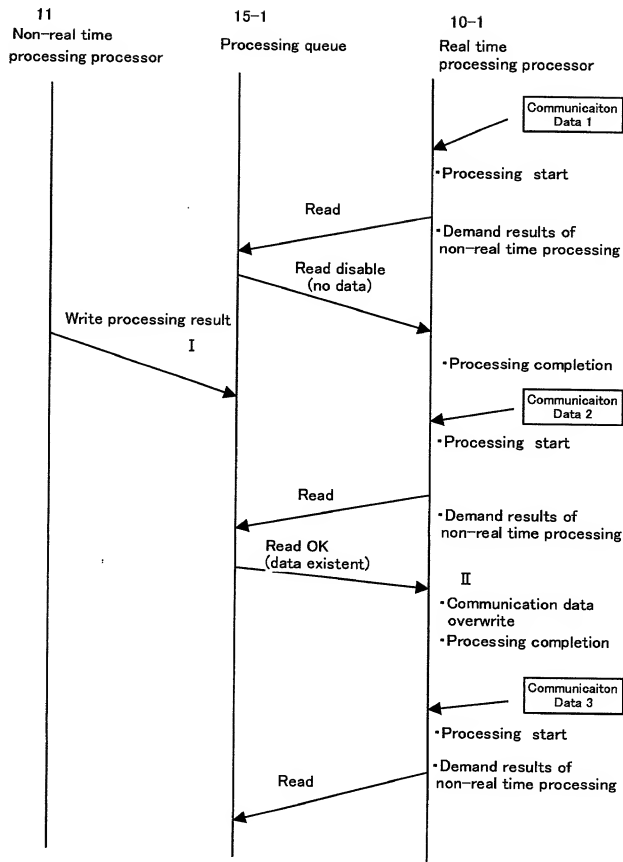 11
Non-real time
processing processor
15-1
Processing queue
10-1
Real time
processing processor
Communicaiton
Data 1
・Processing start
Read
・Demand results of
non-real time processing
Read disable
(no data)
Write processing result
I
・Processing completion
Communicaiton
Data 2
・Processing start
Read
・Demand results of
non-real time processing
Read OK
(data existent)
II
・Communication data
overwrite
・Processing completion
Communicaiton
Data 3
・Processing start
・Demand results of
non-real time processing
Read